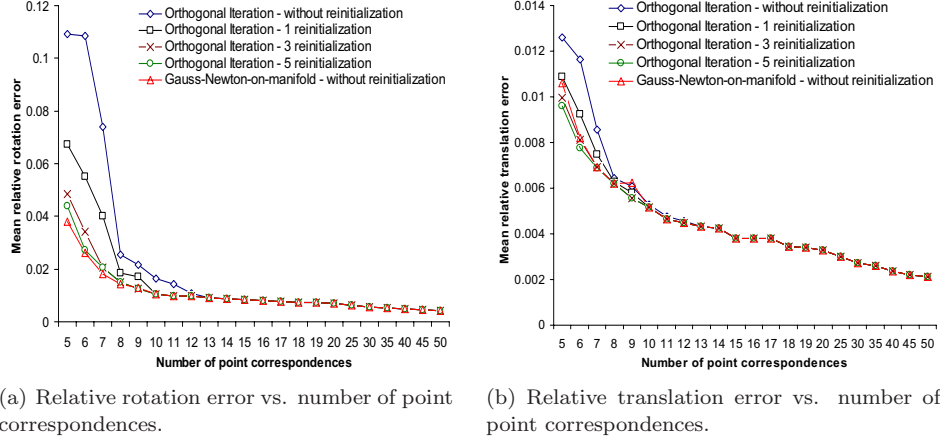 0.12
0.1
0.08
0.06
0.04
0.02
0
Mean relative rotation error
Orthogonal Iteration - without reinitialization
Orthogonal Iteration - 1 reinitialization
Orthogonal Iteration - 3 reinitialization
Orthogonal Iteration - 5 reinitialization
Gauss-Newton-on-manifold - without reinitialization
5 6 7 8 9 10 11 12 13 14 15 16 17 18 19 20 25 30 35 40 45 50
Number of point correspondences
(a) Relative rotation error vs. number of point
correspondences.
0.014
0.012
0.01
0.008
0.006
0.004
0.002
0
Mean relative translation error
Orthogonal Iteration - without reinitialization
Orthogonal Iteration - 1 reinitialization
Orthogonal Iteration - 3 reinitialization
Orthogonal Iteration - 5 reinitialization
Gauss-Newton-on-manifold - without reinitialization
5 6 7 8 9 10 11 12 13 14 15 16 17 18 19 20 25 30 35 40 45 50
Number of point correspondences
(b) Relative translation error vs. number of
point correspondences.